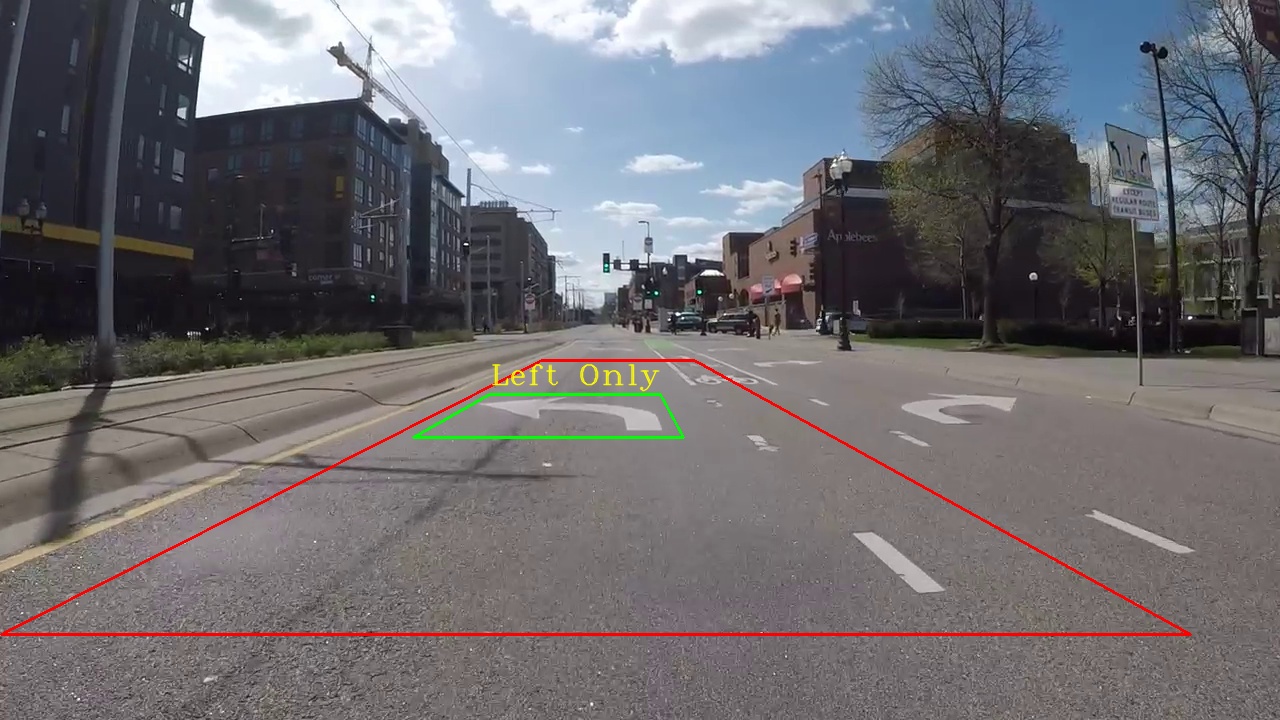 Left Only
Applebee's
EXCEPT
REGULAR ROUTE
TRANSIT BUSES